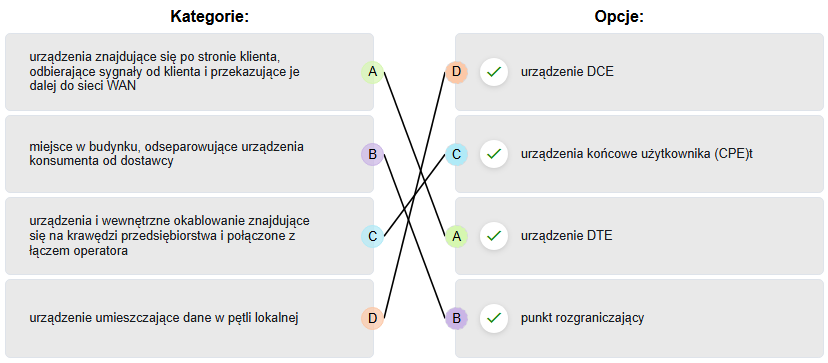 Kategorie:
Opcje:
urządzenia znajdujące się po stronie klienta,
odbierające sygnały od klienta i przekazujące je
dalej do sieci WAN
A
D
urządzenie DCE
miejsce w budynku, odseparowujące urządzenia
konsumenta od dostawcy
B
C
urządzenia końcowe użytkownika (CPE)t
urządzenia i wewnętrzne okablowanie znajdujące
się na krawędzi przedsiębiorstwa i połączone z
łączem operatora
C
A
urządzenie DTE
urządzenie umieszczające dane w pętli lokalnej
D
B
punkt rozgraniczający